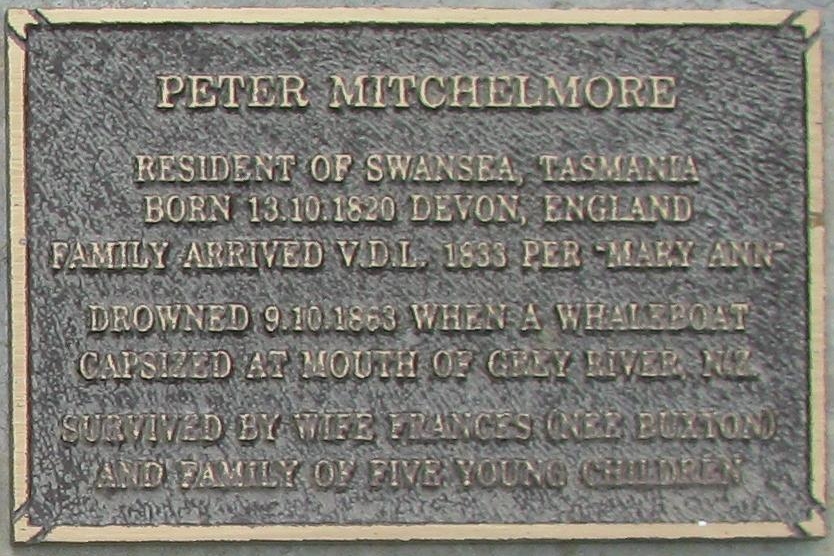 PETER MITCHELMORE
RESIDENT OF SWANSEA, TASMANIA
BORN 13.10.1820 DEVON, ENGLAND
FAMILY ARRIVED V.D.L. 1833 PER "MARY ANN"
DROWNED 9.10.1863 WHEN A WHALEBOAT
CAPSIZED AT MOUTH OF GREY RIVER, N.Z.
SURVIVED BY WIFE FRANCES (NEE BUXTON)
AND FAMILY OF FIVE YOUNG CHILDREN